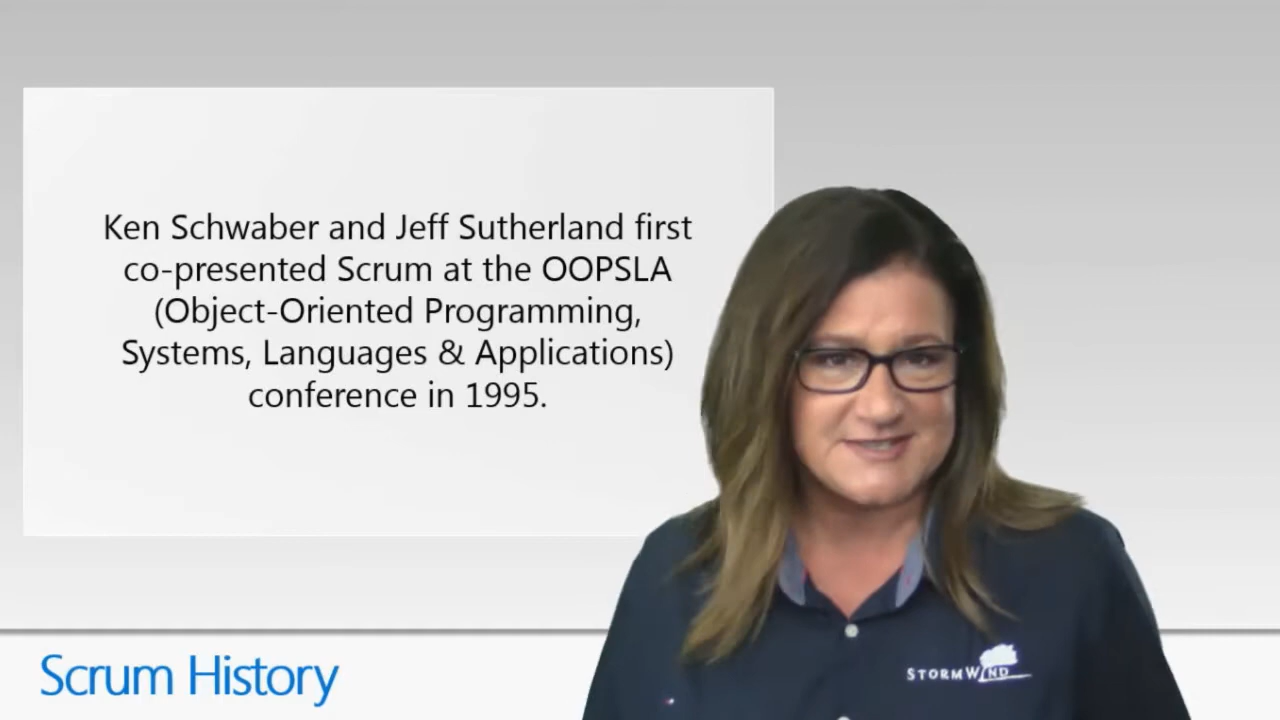 Ken Schwaber and Jeff Sutherland first
co-presented Scrum at the OOPSLA
(Object-Oriented Programming,
Systems, Languages & Applications)
conference in 1995.
STORMWIND
Scrum History